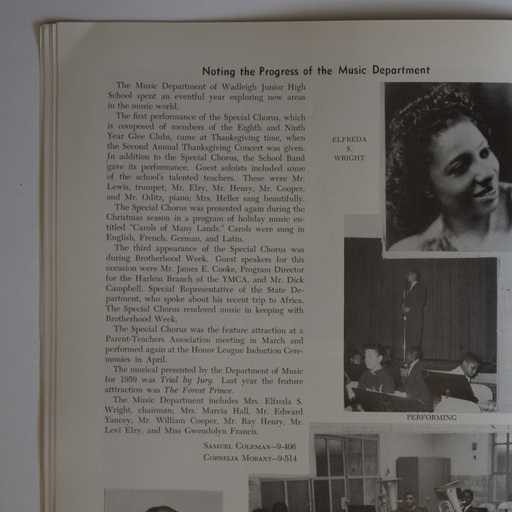 Noting the Progress of the Music Department
The Music Department of Wadleigh Junior High
School spent an eventful year exploring new areas
in the music world.
The first performance of the Special Chorus, which
is composed of members of the Eighth and Ninth
Year Glee Clubs, came at Thanksgiving time, when
the Second Annual Thanksgiving Concert was given.
In addition to the Special Chorus, the School Band
gave its performance. Guest soloists included some
of the school's talented teachers. These were Mr.
Lewis, trumpet; Mr. Elzy, Mr. Henry, Mr. Cooper,
and Mr. Oditz, piano; Mrs. Heller sang beautifully.
The Special Chorus was presented again during the
Christmas season in a program of holiday music en-
titled "Carols of Many Lands." Carols were sung in
English, French, German, and Latin.
The third appearance of the Special Chorus was
during Brotherhood Week. Guest speakers for this
occasion were Mr. James E. Cooke, Program Director
for the Harlem Branch of the YMCA, and Mr. Dick
Campbell, Special Representative of the State De-
partment, who spoke about his recent trip to Africa.
The Special Chorus rendered music in keeping with
Brotherhood Week.
The Special Chorus was the feature attraction at a
Parent-Teachers Association meeting in March and
performed again at the Honor League Induction Cere-
monies in April.
The musical presented by the Department of Music
for 1959 was Trial by Jury. Last year the feature
atttraction was The Forest Prince.
The Music Department includes Mrs. Elfreda S.
Wright, chairman; Mrs. Marcia Hall, Mr. Edward
Yancey, Mr. William Cooper, Mr. Ray Henry, Mr.
Levi Elzy, and Miss Gwendolyn Francis.
Samuel Coleman—9-406
Cornelia Mobant—9-514
ELFREDA
S.
WRIGHT
PERFORMING